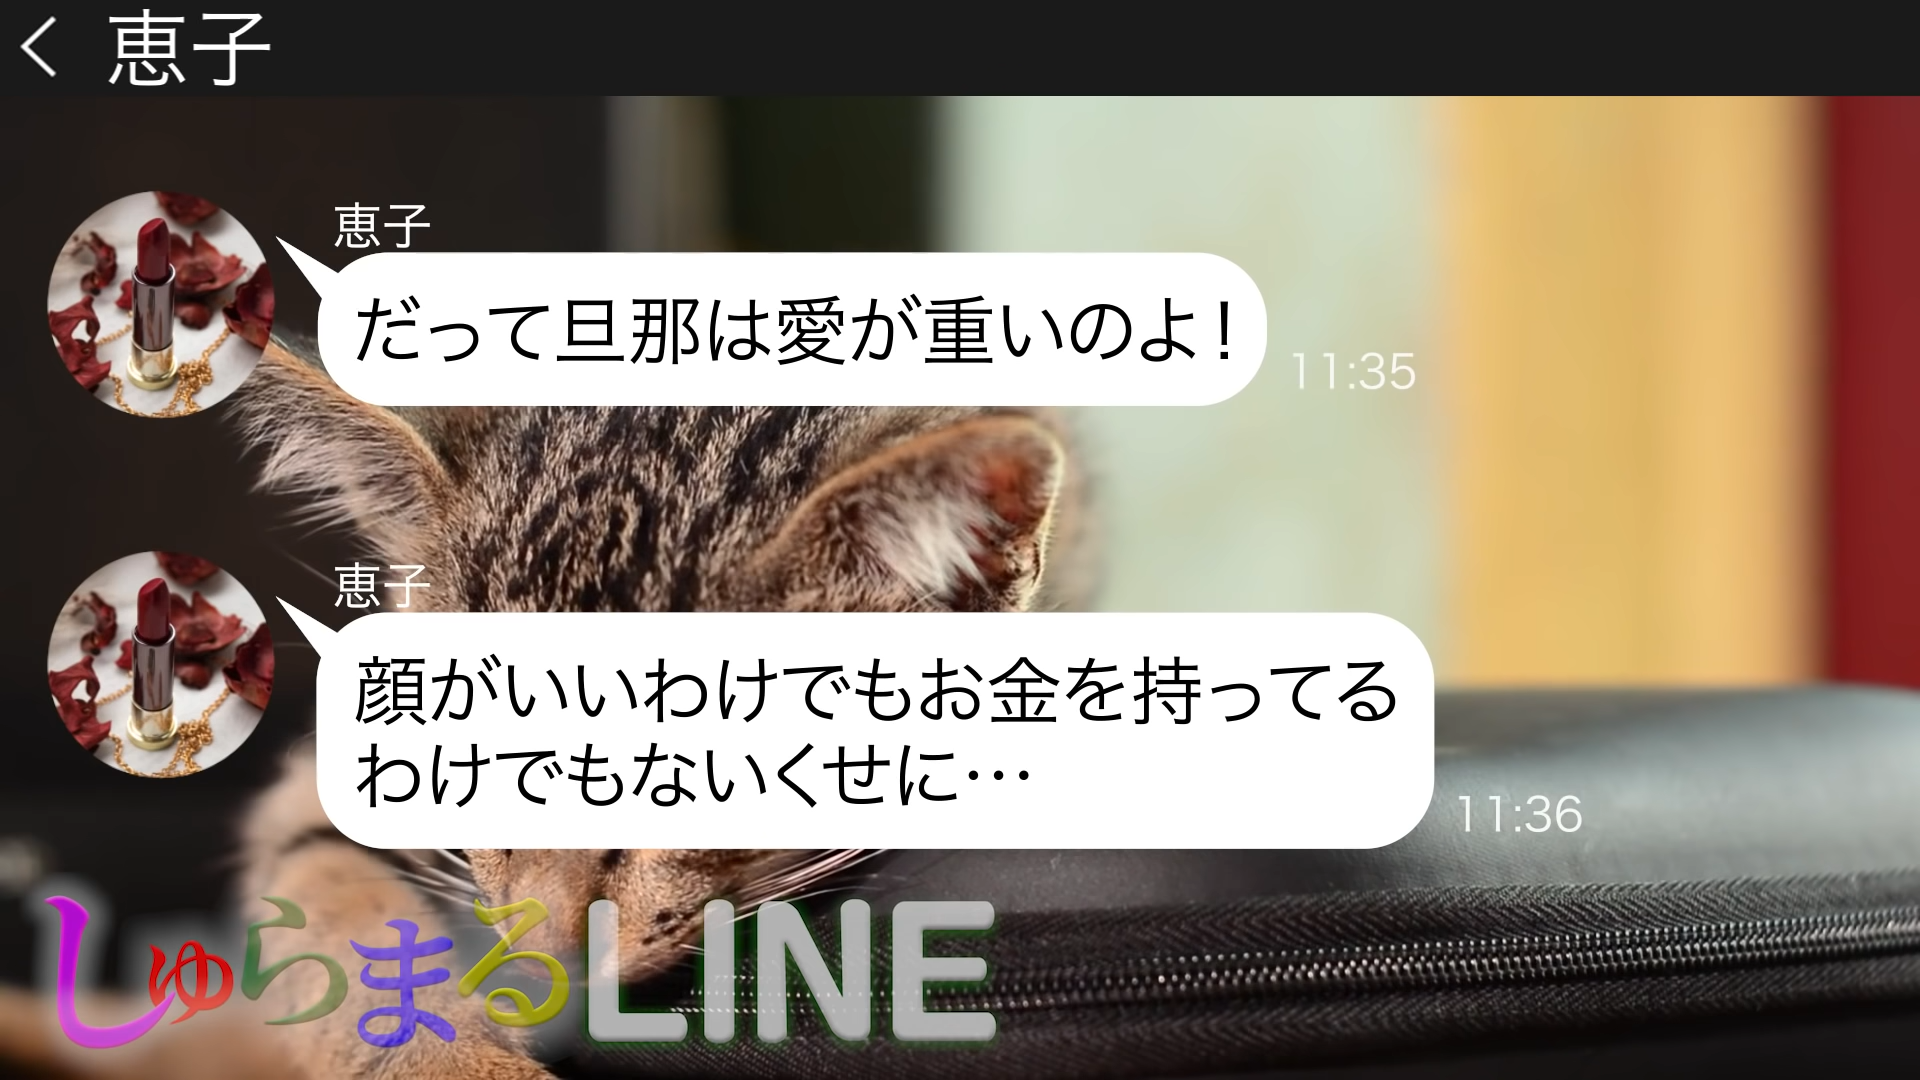 恵子
恵子
だって旦那は愛が重いのよ！
11:35
恵子
顔がいいわけでもお金を持ってる
わけでもないくせに…
11:36
しゅらまるLINE